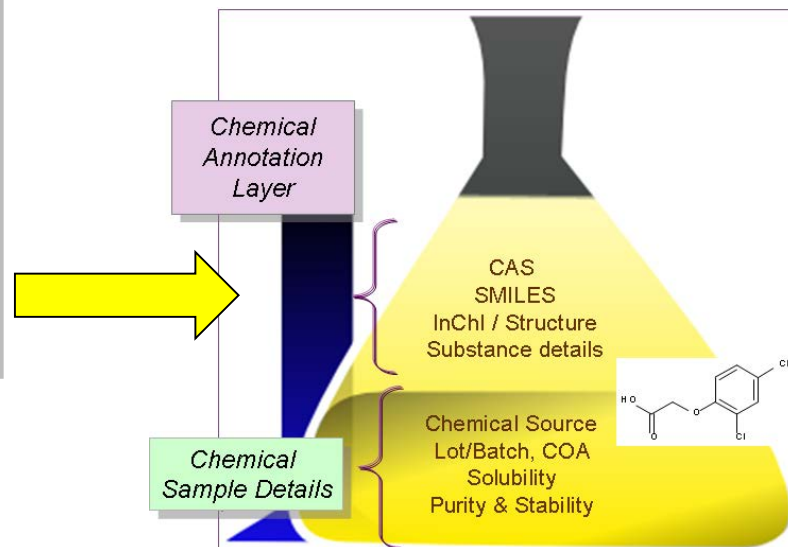 Chemical
Annotation
Layer
CAS
SMILES
InChI / Structure
Substance details
Cl
HO
O
O
Cl
Chemical
Sample Details
Chemical Source
Lot/Batch, COA
Solubility
Purity & Stability